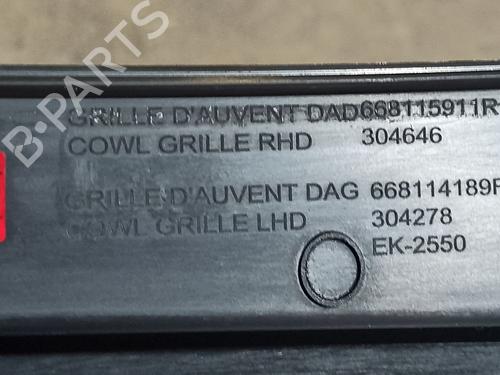 GRILLE D'AUVENT DAD 668115911R
COWL GRILLE RHD 304646
GRILLE D'AUVENT DAG 668114189R
COWL GRILLE LHD 304278
EK-2550
B-PARTS